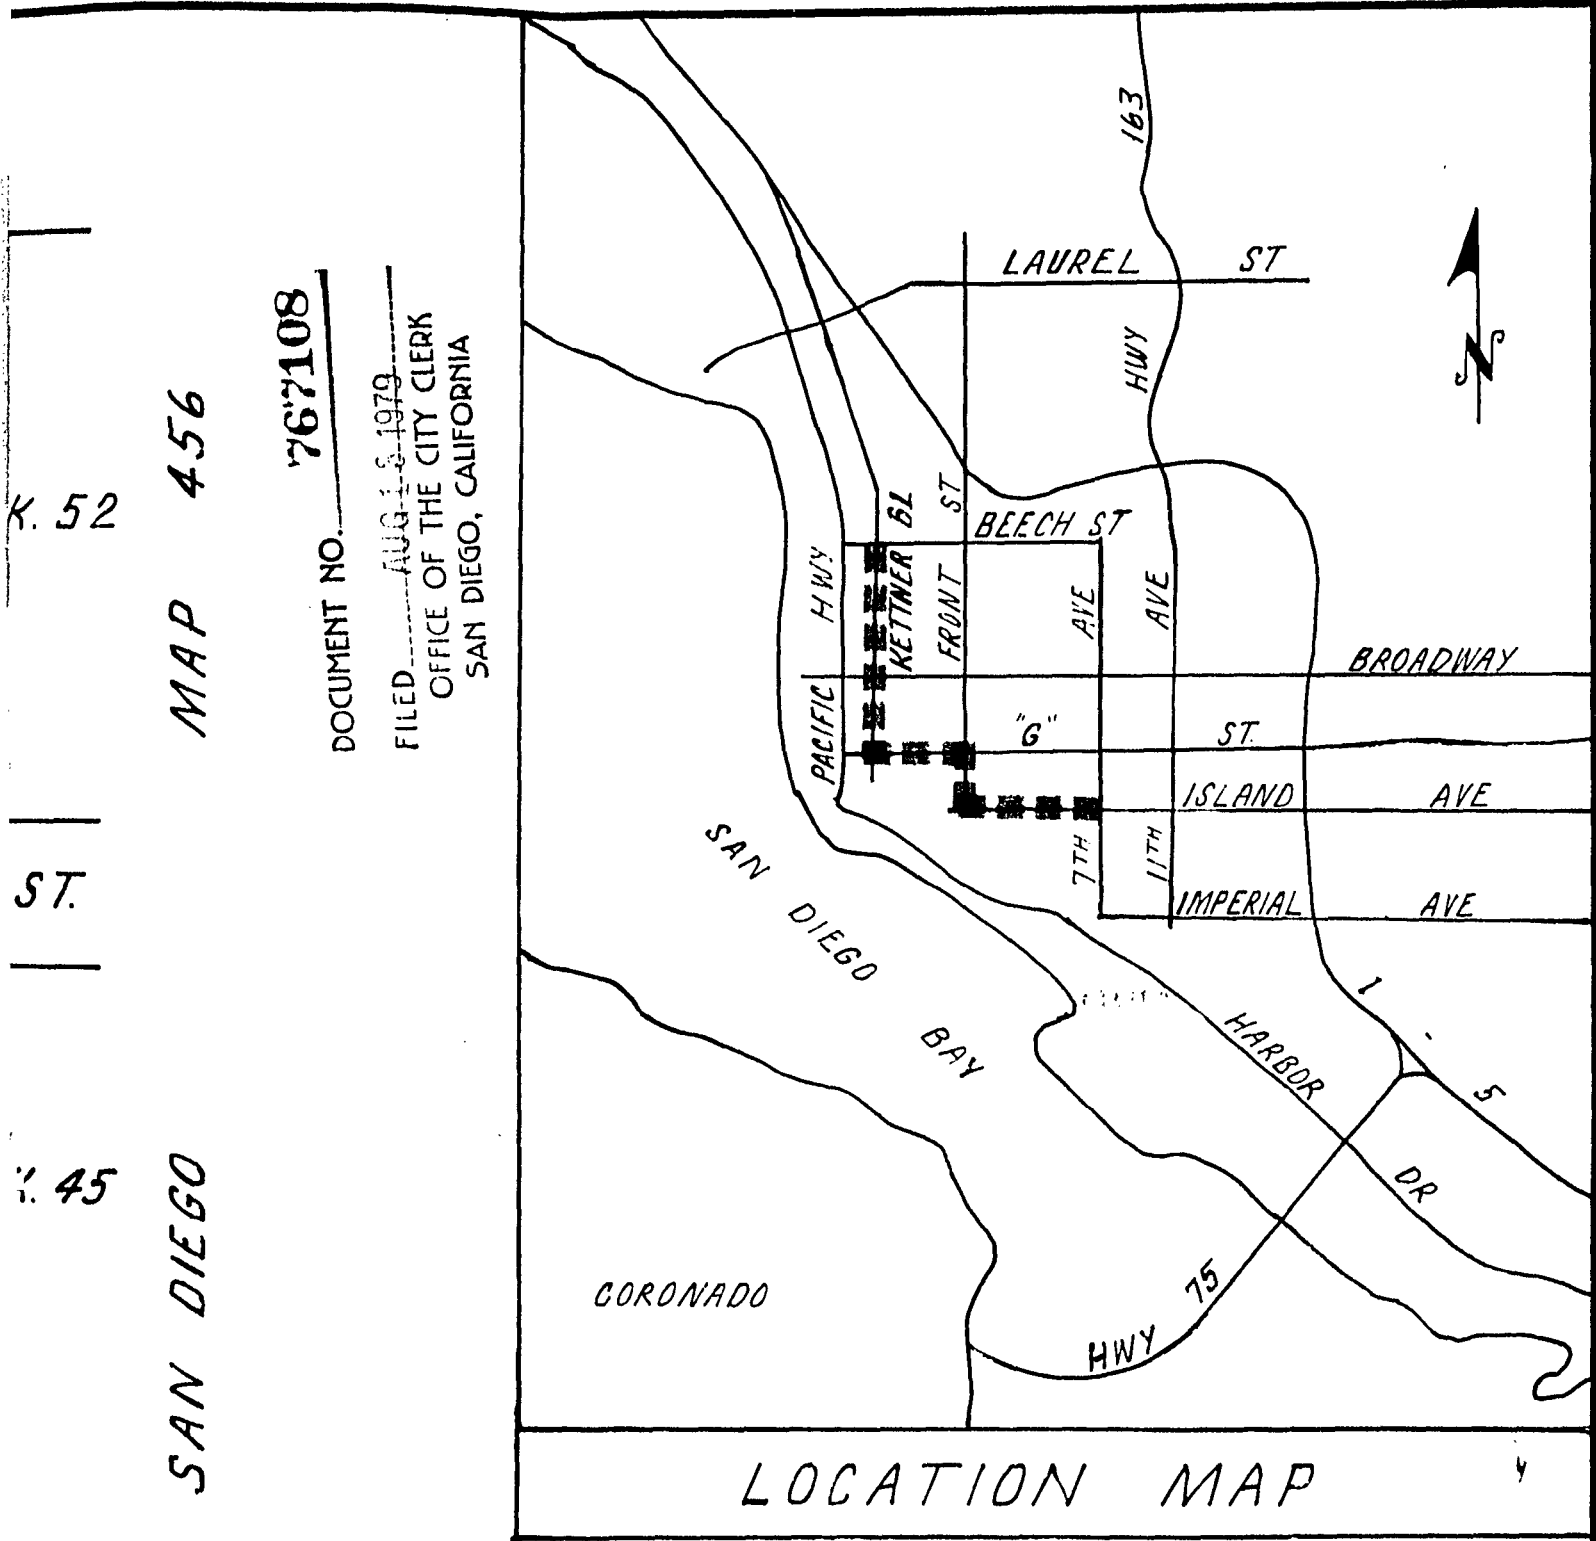 K. 52
ST.
45
MAP 456
SAN DIEGO
DOCUMENT NO. 767108
FILED AUG 1979
OFFICE OF THE CITY CLERK
SAN DIEGO, CALIFORNIA
163
HWY
LAUREL ST
N
KETTNER BL
FRONT ST
BEECH ST
PACIFIC HWY
7TH AVE
11TH AVE
BROADWAY
"G" ST.
ISLAND AVE
IMPERIAL AVE
SAN DIEGO BAY
I - 5
HARBOR DR
CORONADO
HWY 75
LOCATION MAP